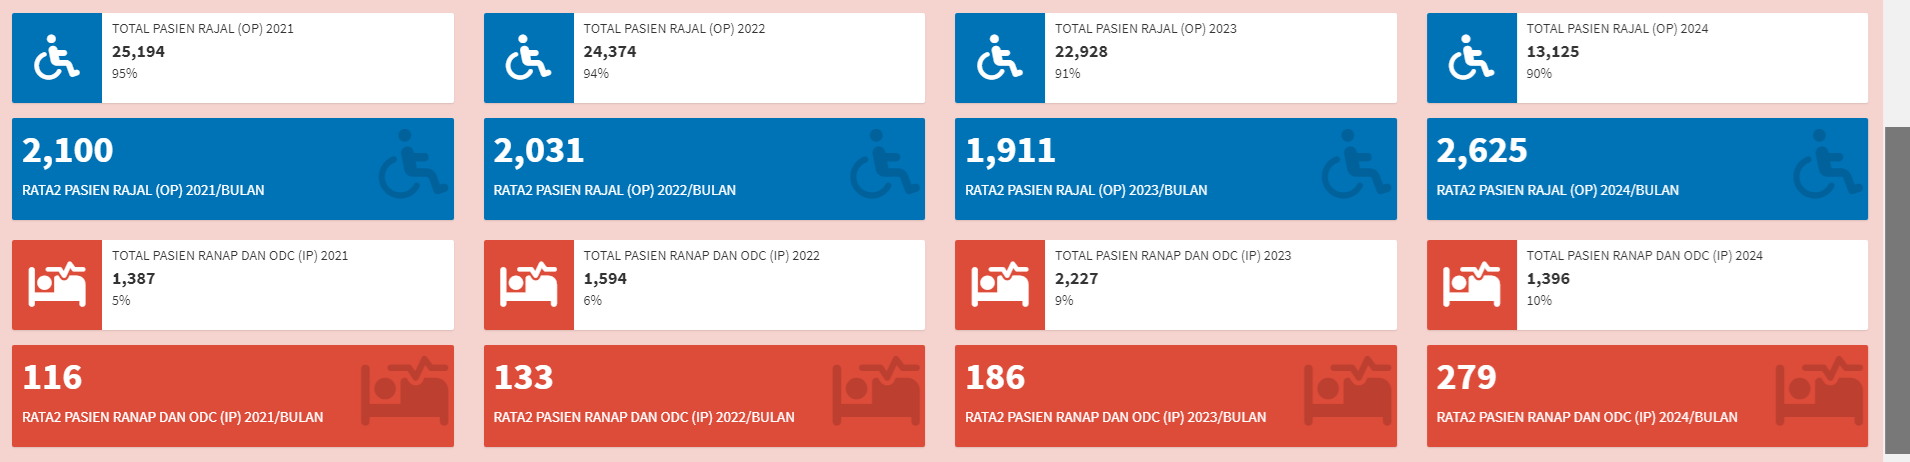 TOTAL PASIEN RAJAL (OP) 2021
25,194
95%
TOTAL PASIEN RAJAL (OP) 2022
24,374
94%
TOTAL PASIEN RAJAL (OP) 2023
22,928
91%
TOTAL PASIEN RAJAL (OP) 2024
13,125
90%
2,100
RATA2 PASIEN RAJAL (OP) 2021/BULAN
2,031
RATA2 PASIEN RAJAL (OP) 2022/BULAN
1,911
RATA2 PASIEN RAJAL (OP) 2023/BULAN
2,625
RATA2 PASIEN RAJAL (OP) 2024/BULAN
TOTAL PASIEN RANAP DAN ODC (IP) 2021
1,387
5%
TOTAL PASIEN RANAP DAN ODC (IP) 2022
1,594
6%
TOTAL PASIEN RANAP DAN ODC (IP) 2023
2,227
9%
TOTAL PASIEN RANAP DAN ODC (IP) 2024
1,396
10%
116
RATA2 PASIEN RANAP DAN ODC (IP) 2021/BULAN
133
RATA2 PASIEN RANAP DAN ODC (IP) 2022/BULAN
186
RATA2 PASIEN RANAP DAN ODC (IP) 2023/BULAN
279
RATA2 PASIEN RANAP DAN ODC (IP) 2024/BULAN